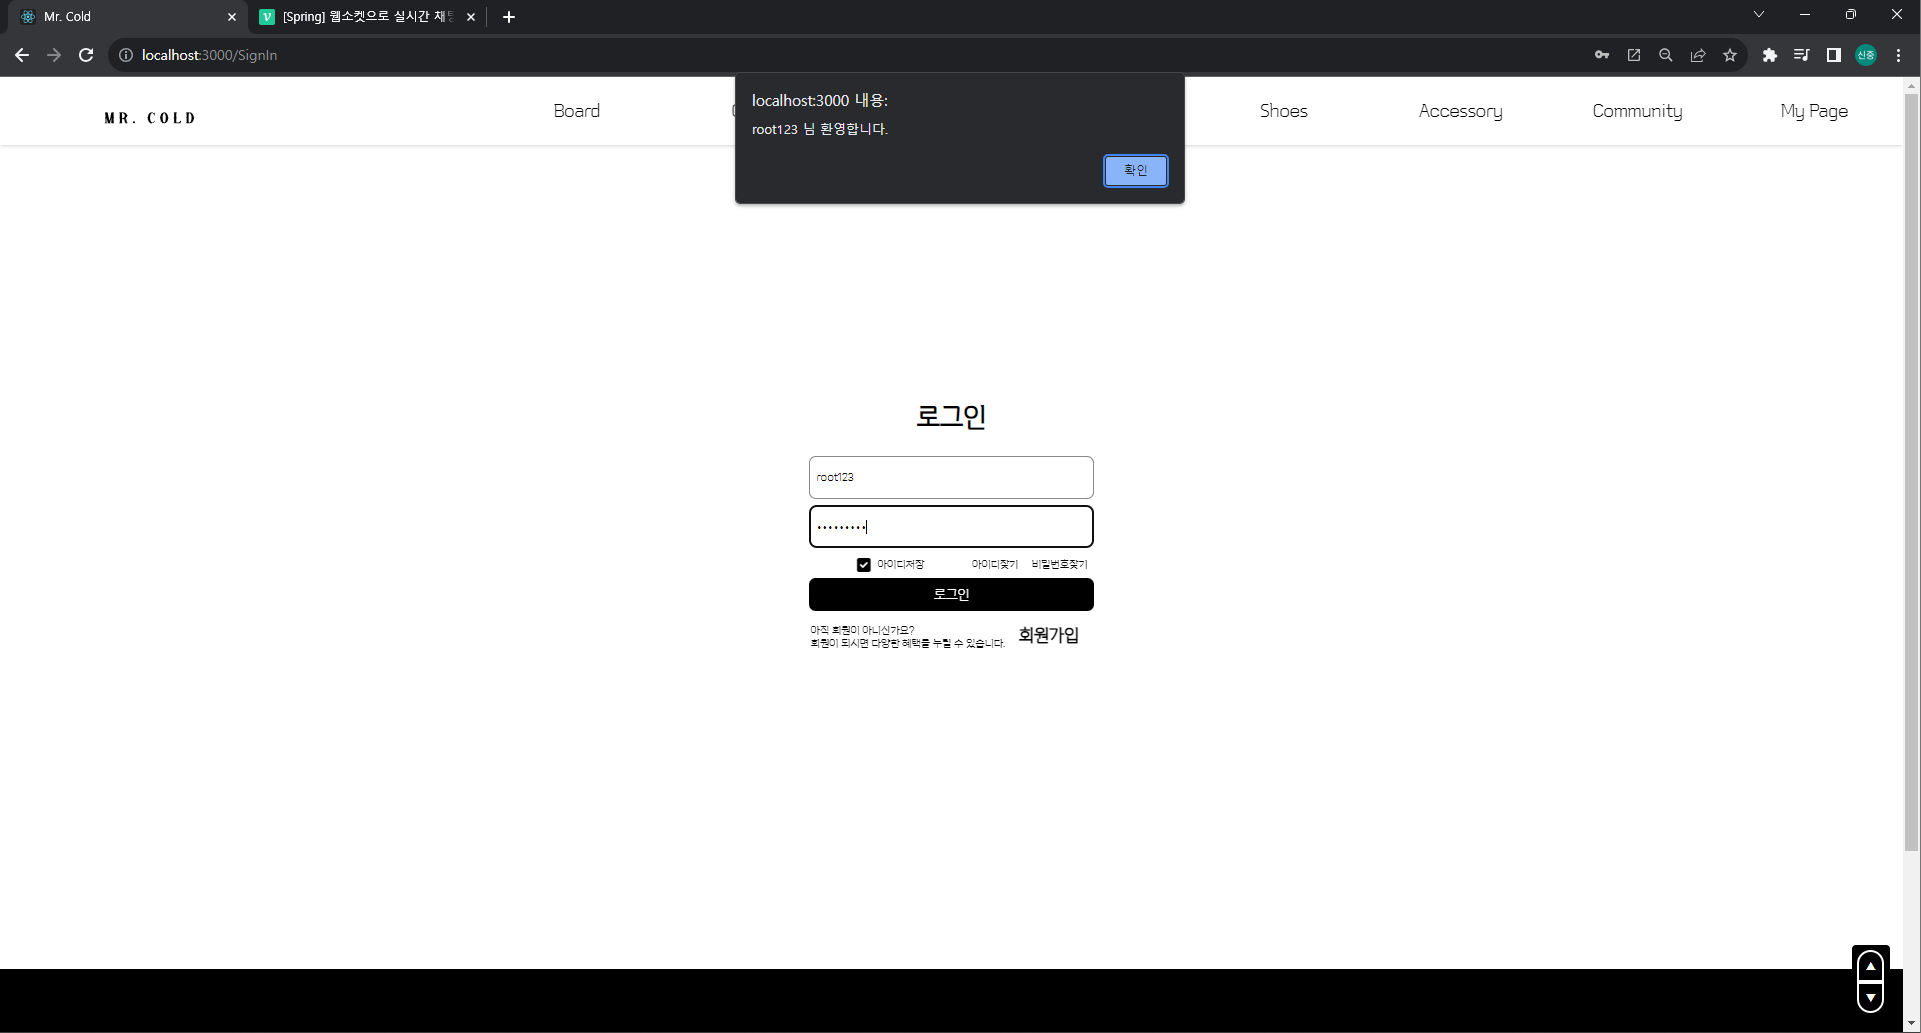 Mr. Cold
[Spring] 웹소켓으로 실시간 채팅
localhost:3000/SignIn
신중
MR. COLD
Board
Shoes
Accessory
Community
My Page
localhost:3000 내용:
root123 님 환영합니다.
확인
로그인
root123
아이디저장 아이디찾기 비밀번호찾기
로그인
아직 회원이 아니신가요?
회원이 되시면 다양한 혜택를 누릴 수 있습니다.
회원가입